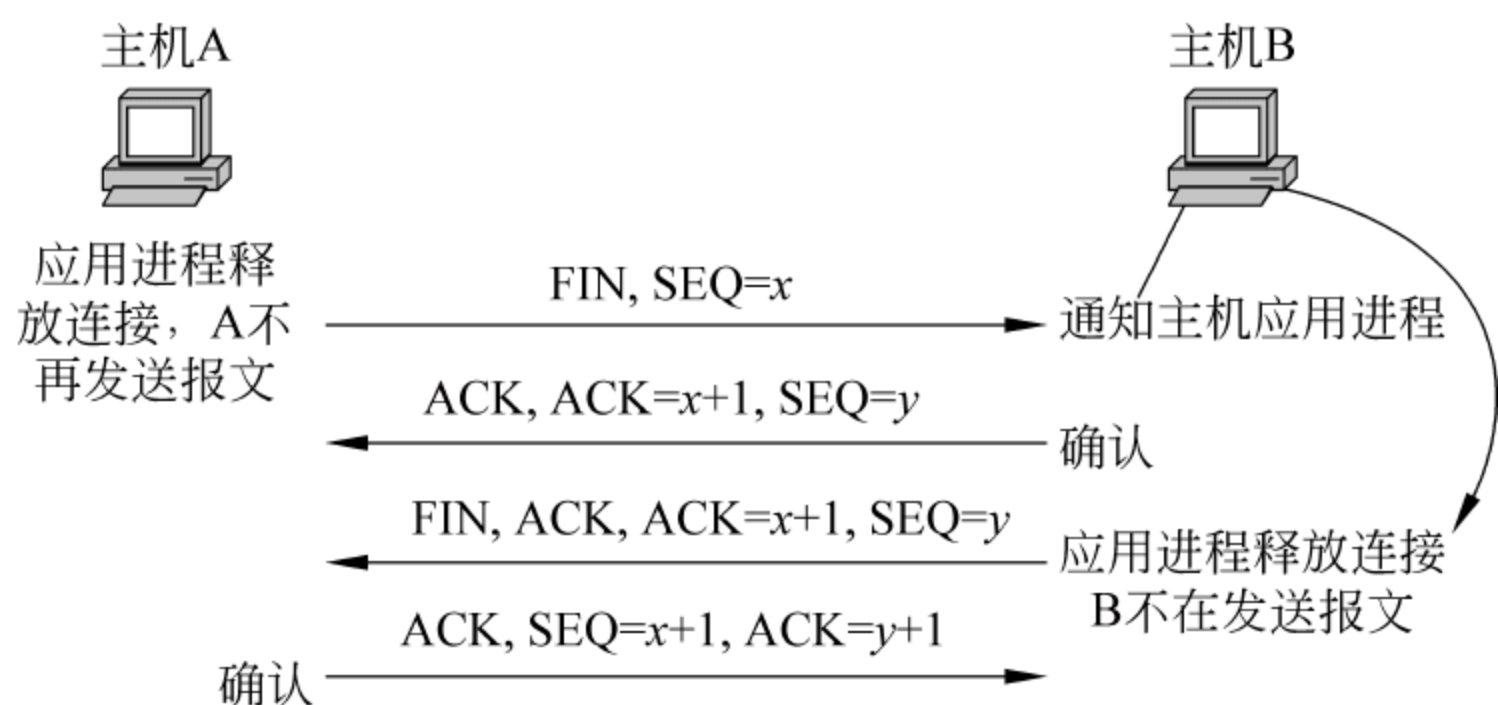 主机A
主机B
应用进程释
放连接，A不
再发送报文
FIN, SEQ=x
通知主机应用进程
ACK, ACK=x+1, SEQ=y
确认
FIN, ACK, ACK=x+1, SEQ=y
应用进程释放连接
B不在发送报文
ACK, SEQ=x+1, ACK=y+1
确认